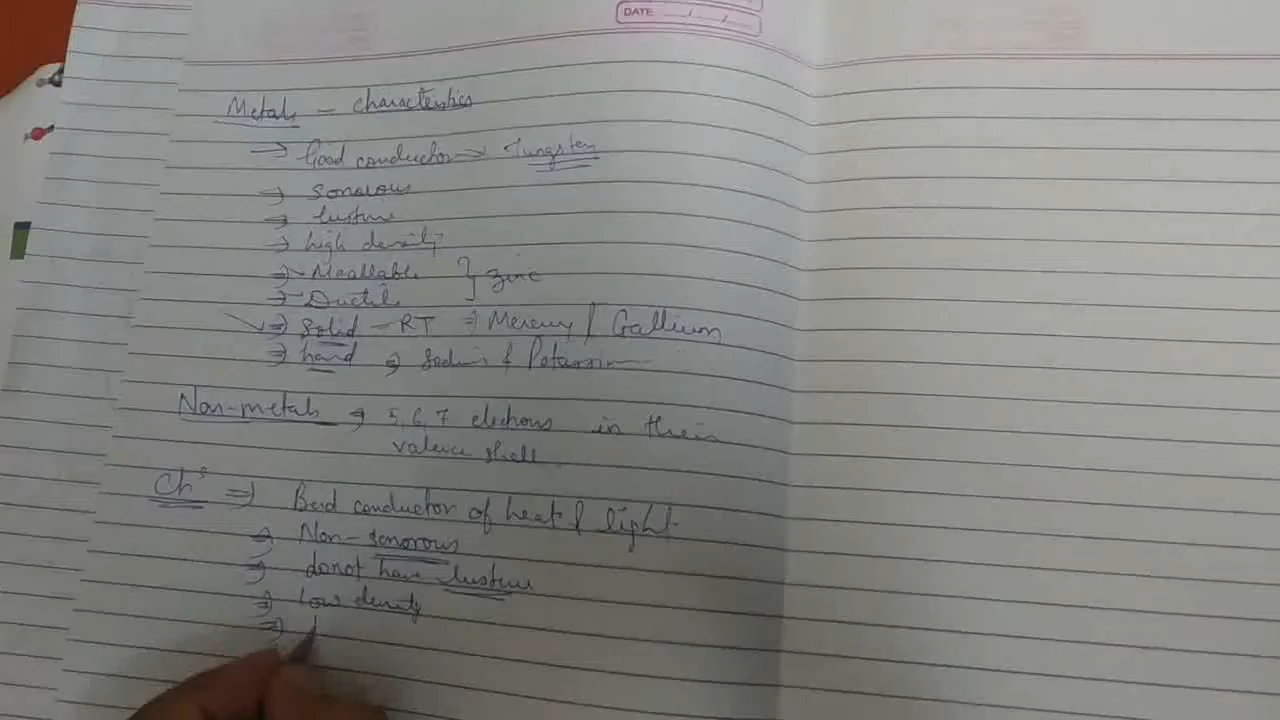 DATE
Metals - characteristics
→ Good conductor → Tungsten
⇒ Sonorous
⇒ lusture
⇒ high density
⇒ Meallable } zinc
⇒ Ductile
⇒ Solid - RT ⇒ Mercury / Gallium
⇒ hard ⇒ Sodium & Potassium
Non-metals ⇒ 5, 6, 7 electrons in their
valence shell
Chs ⇒ Bad conductor of heat & light
⇒ Non-sonorous
⇒ donot have lusture
⇒ Low density
⇒